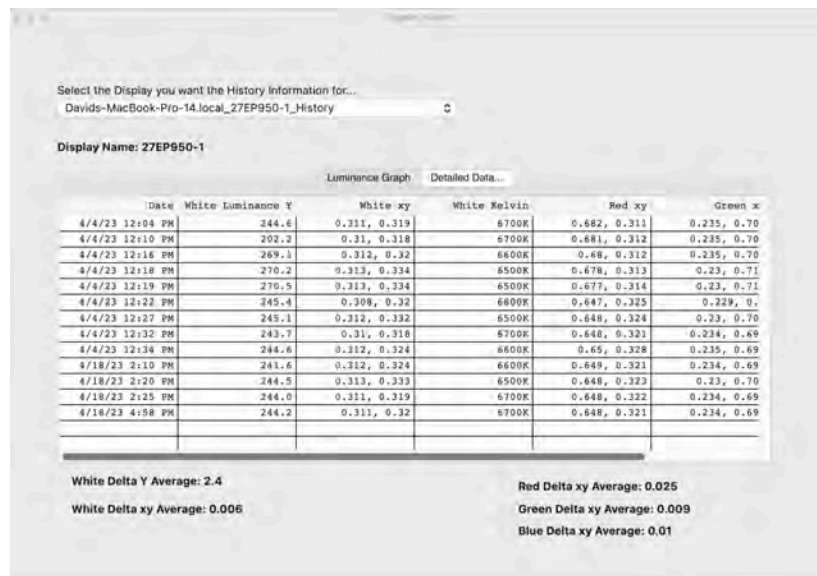 Select the Display you want the History Information for...
Davids-MacBook-Pro-14.local_27EP950-1_History
Display Name: 27EP950-1
Luminance Graph Detailed Data...
Date White Luminance Y White xy White Kelvin Red xy Green x
4/4/23 12:04 PM 244.6 0.311, 0.319 6700K 0.682, 0.311 0.235, 0.70
4/4/23 12:10 PM 202.2 0.31, 0.318 6700K 0.681, 0.312 0.235, 0.70
4/4/23 12:16 PM 269.1 0.312, 0.32 6600K 0.68, 0.312 0.235, 0.70
4/4/23 12:18 PM 270.2 0.313, 0.334 6500K 0.678, 0.313 0.23, 0.71
4/4/23 12:19 PM 270.5 0.313, 0.334 6500K 0.677, 0.314 0.23, 0.71
4/4/23 12:22 PM 245.4 0.308, 0.32 6800K 0.647, 0.325 0.229, 0.
4/4/23 12:27 PM 245.1 0.312, 0.332 6500K 0.648, 0.324 0.23, 0.70
4/4/23 12:32 PM 243.7 0.31, 0.318 6700K 0.648, 0.321 0.234, 0.69
4/4/23 12:34 PM 244.6 0.312, 0.324 6600K 0.65, 0.328 0.235, 0.69
4/18/23 2:10 PM 241.6 0.312, 0.324 6600K 0.649, 0.321 0.234, 0.69
4/18/23 2:20 PM 244.5 0.313, 0.333 6500K 0.648, 0.323 0.23, 0.70
4/18/23 2:25 PM 244.0 0.311, 0.319 6700K 0.648, 0.322 0.234, 0.69
4/18/23 4:58 PM 244.2 0.311, 0.32 6700K 0.648, 0.321 0.234, 0.69
White Delta Y Average: 2.4
White Delta xy Average: 0.006
Red Delta xy Average: 0.025
Green Delta xy Average: 0.009
Blue Delta xy Average: 0.01